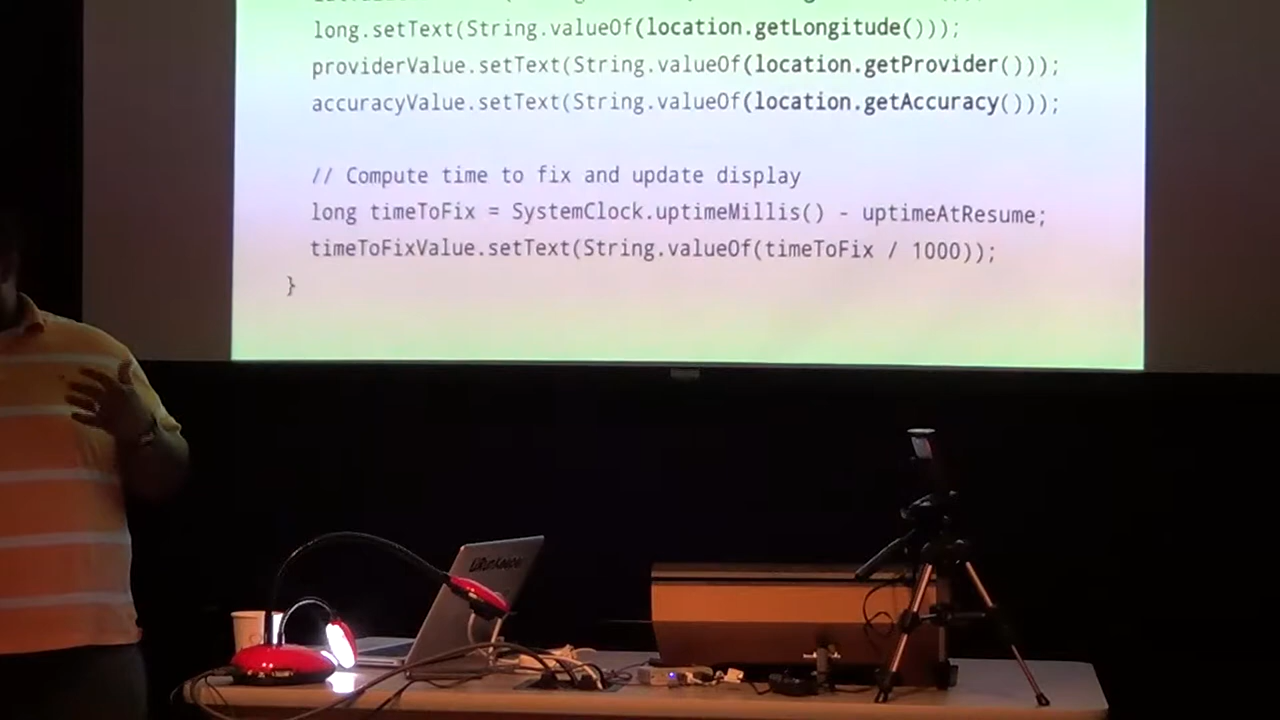 long.setText(String.valueOf(location.getLongitude()));
providerValue.setText(String.valueOf(location.getProvider()));
accuracyValue.setText(String.valueOf(location.getAccuracy()));
// Compute time to fix and update display
long timeToFix = SystemClock.uptimeMillis() - uptimeAtResume;
timeToFixValue.setText(String.valueOf(timeToFix / 1000));
}